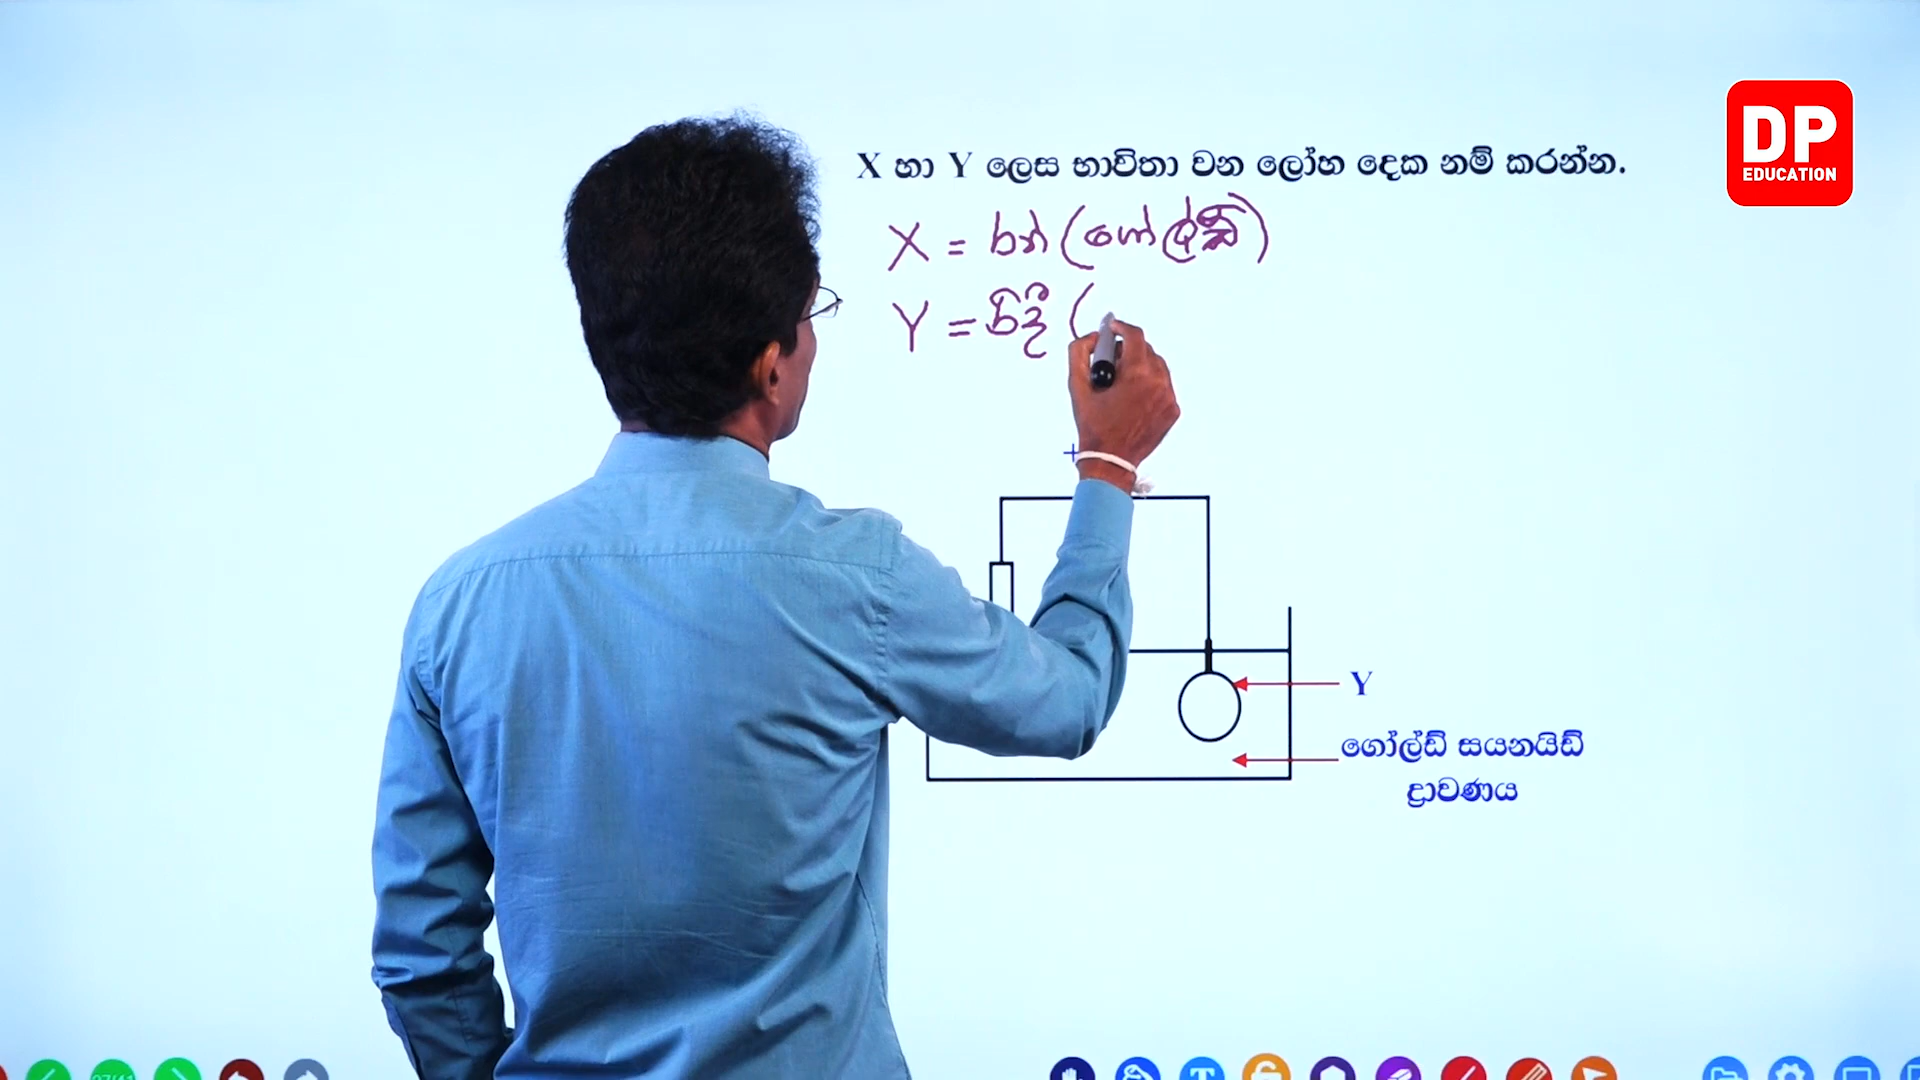 DP
EDUCATION
X හා Y ලෙස භාවිතා වන ලෝහ දෙක නම් කරන්න.
X = රන් (ගෝල්ඩ්)
Y = රිදී (
+
Y
ගෝල්ඩ් සයනයිඩ්
ද්‍රාවණය